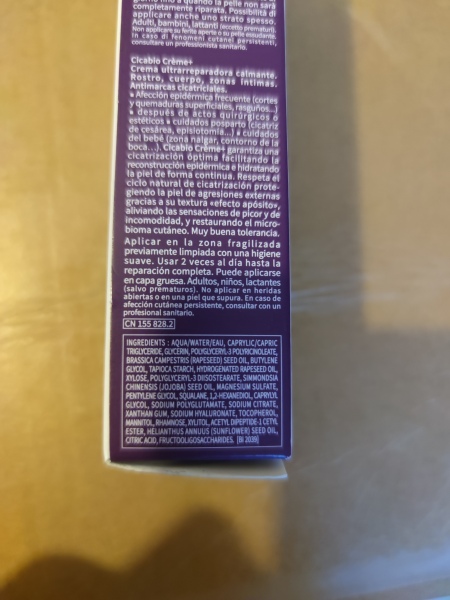 giorno fino a quando la pelle non sarà
completamente riparata. Possibilità di
applicare anche uno strato spesso.
Adulti, bambini, lattanti (eccetto prematuri).
Non applicare su ferite aperte o su pelle essudante.
In caso di fenomeni cutanei persistenti,
consultare un professionista sanitario.
Cicabio Crème+
Crema ultrarreparadora calmante.
Rostro, cuerpo, zonas íntimas.
Antimarcas cicatriciales.
• Afección epidérmica frecuente (cortes
y quemaduras superficiales, rasguños...)
• después de actos quirúrgicos o
estéticos • cuidados posparto (cicatriz
de cesárea, episiotomía...) • cuidados
del bebé (zona nalgar, contorno de la
boca...). Cicabio Crème+ garantiza una
cicatrización óptima facilitando la
reconstrucción epidérmica e hidratando
la piel de forma continua. Respeta el
ciclo natural de cicatrización prote-
giendo la piel de agresiones externas
gracias a su textura «efecto apósito»,
aliviando las sensaciones de picor y de
incomodidad, y restaurando el micro-
bioma cutáneo. Muy buena tolerancia.
Aplicar en la zona fragilizada
previamente limpiada con una higiene
suave. Usar 2 veces al día hasta la
reparación completa. Puede aplicarse
en capa gruesa. Adultos, niños, lactantes
(salvo prematuros). No aplicar en heridas
abiertas o en una piel que supura. En caso de
afección cutánea persistente, consultar con un
profesional sanitario.
CN 155 828.2
INGREDIENTS : AQUA/WATER/EAU, CAPRYLIC/CAPRIC
TRIGLYCERIDE, GLYCERIN, POLYGLYCERYL-3 POLYRICINOLEATE,
BRASSICA CAMPESTRIS (RAPESEED) SEED OIL, BUTYLENE
GLYCOL, TAPIOCA STARCH, HYDROGENATED RAPESEED OIL,
XYLOSE, POLYGLYCERYL-3 DIISOSTEARATE, SIMMONDSIA
CHINENSIS (JOJOBA) SEED OIL, MAGNESIUM SULFATE,
PENTYLENE GLYCOL, SQUALANE, 1,2-HEXANEDIOL, CAPRYLYL
GLYCOL, SODIUM POLYGLUTAMATE, SODIUM CITRATE,
XANTHAN GUM, SODIUM HYALURONATE, TOCOPHEROL,
MANNITOL, RHAMNOSE, XYLITOL, ACETYL DIPEPTIDE-1 CETYL
ESTER, HELIANTHUS ANNUUS (SUNFLOWER) SEED OIL,
CITRIC ACID, FRUCTOOLIGOSACCHARIDES. [BI 2039]